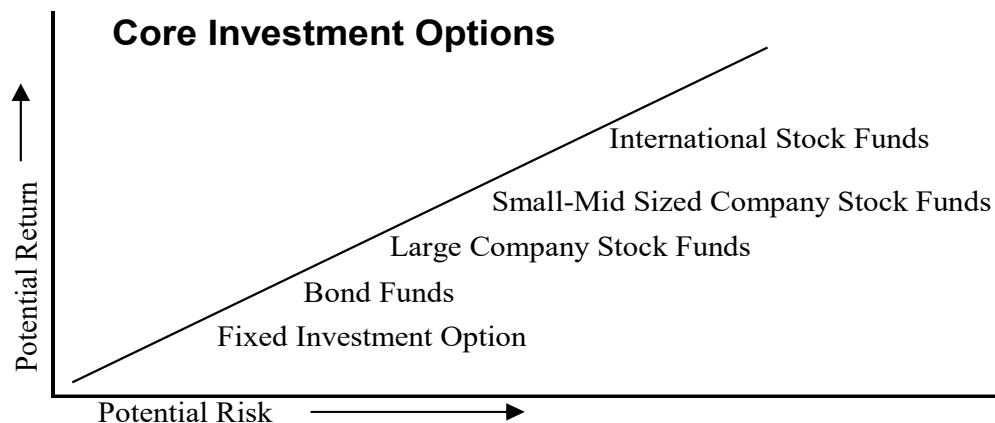 Core Investment Options
International Stock Funds
Small-Mid Sized Company Stock Funds
Large Company Stock Funds
Bond Funds
Fixed Investment Option
Potential Return
Potential Risk